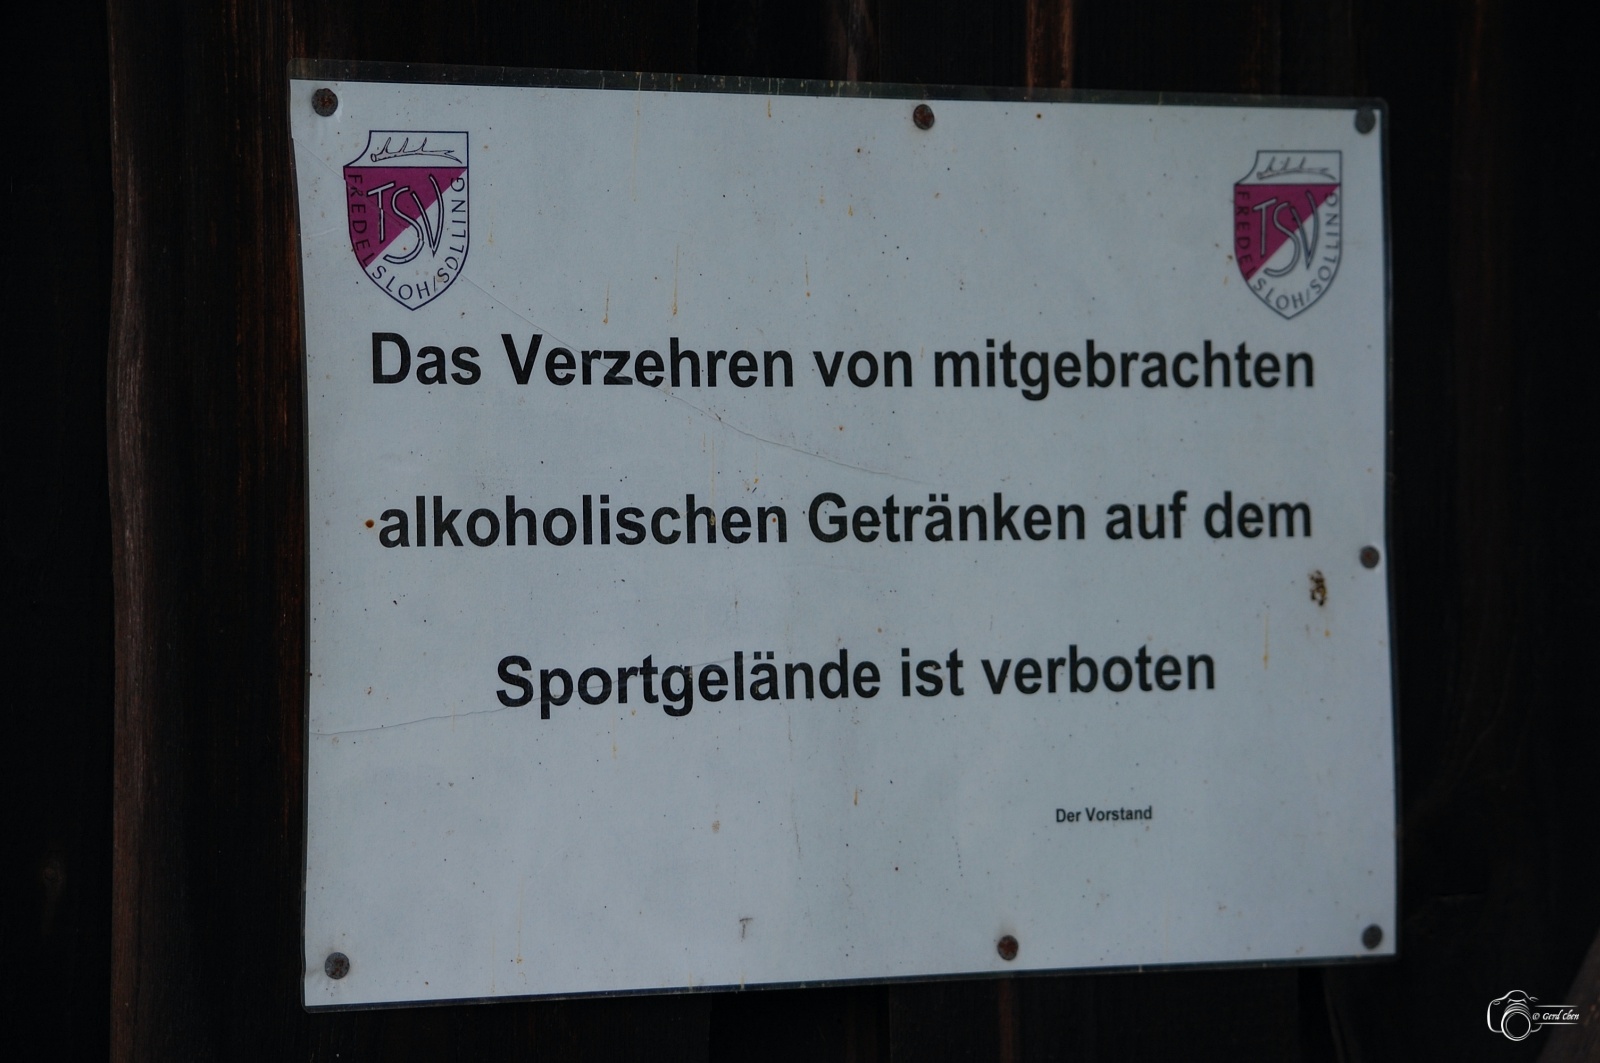 TSV
FREDELSLOH/SOLLING
TSV
FREDELSLOH/SOLLING
Das Verzehren von mitgebrachten
alkoholischen Getränken auf dem
Sportgelände ist verboten
Der Vorstand